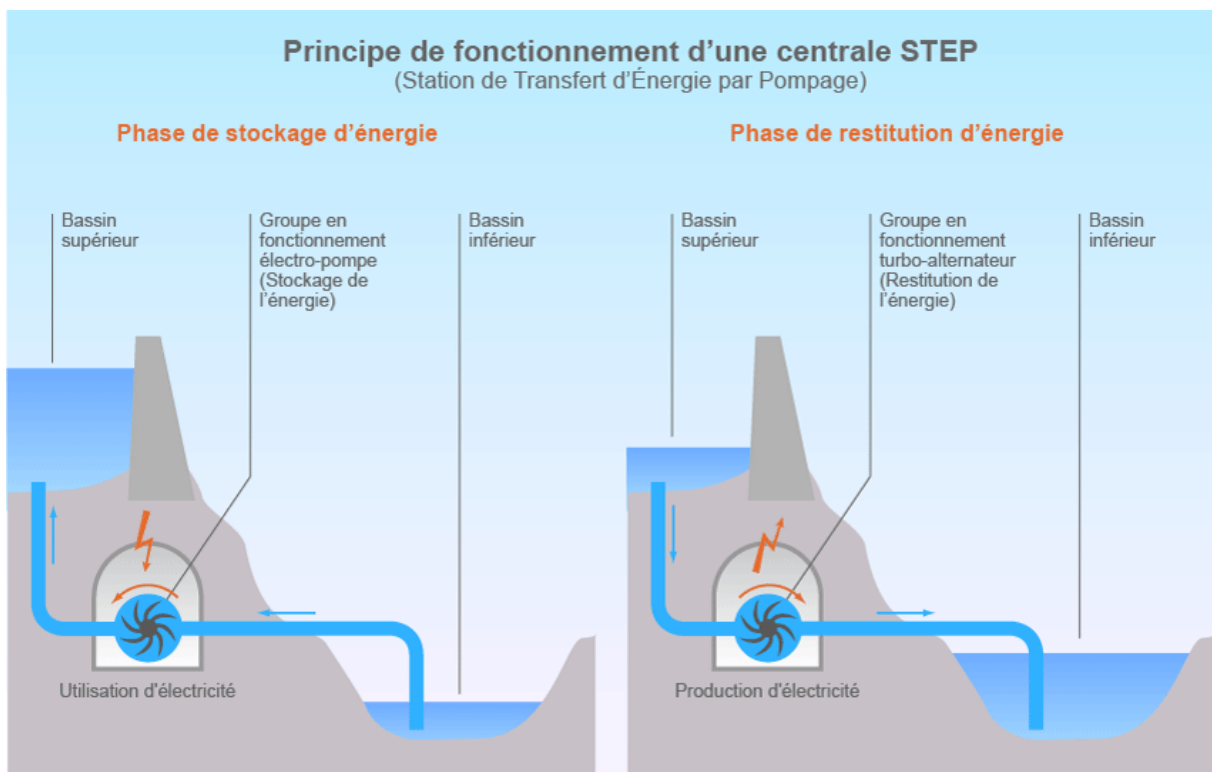 Principe de fonctionnement d’une centrale STEP
(Station de Transfert d’Énergie par Pompage)
Phase de stockage d’énergie
Bassin
supérieur
Groupe en
fonctionnement
électro-pompe
(Stockage de
l’énergie)
Bassin
inférieur
Utilisation d'électricité
Phase de restitution d’énergie
Bassin
supérieur
Groupe en
fonctionnement
turbo-alternateur
(Restitution de
l’énergie)
Bassin
inférieur
Production d'électricité